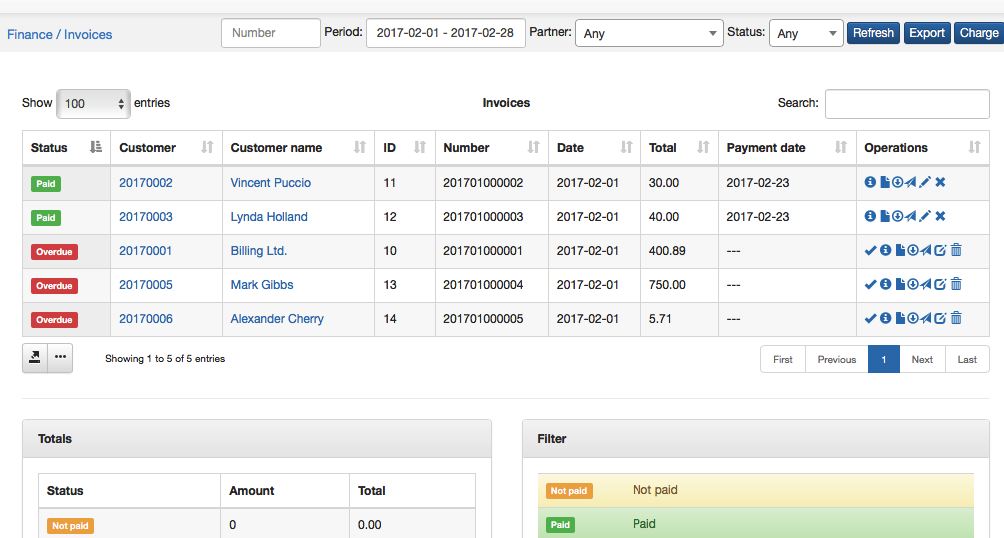 Finance / Invoices Number Period: 2017-02-01 - 2017-02-28 Partner: Any Status: Any Refresh Export Charge
Show 100 entries Invoices Search:
Status Customer Customer name ID Number Date Total Payment date Operations
Paid 20170002 Vincent Puccio 11 201701000002 2017-02-01 30.00 2017-02-23
Paid 20170003 Lynda Holland 12 201701000003 2017-02-01 40.00 2017-02-23
Overdue 20170001 Billing Ltd. 10 201701000001 2017-02-01 400.89 ---
Overdue 20170005 Mark Gibbs 13 201701000004 2017-02-01 750.00 ---
Overdue 20170006 Alexander Cherry 14 201701000005 2017-02-01 5.71 ---
Showing 1 to 5 of 5 entries First Previous 1 Next Last
Totals Filter
Status Amount Total Not paid Not paid
Not paid 0 0.00 Paid Paid